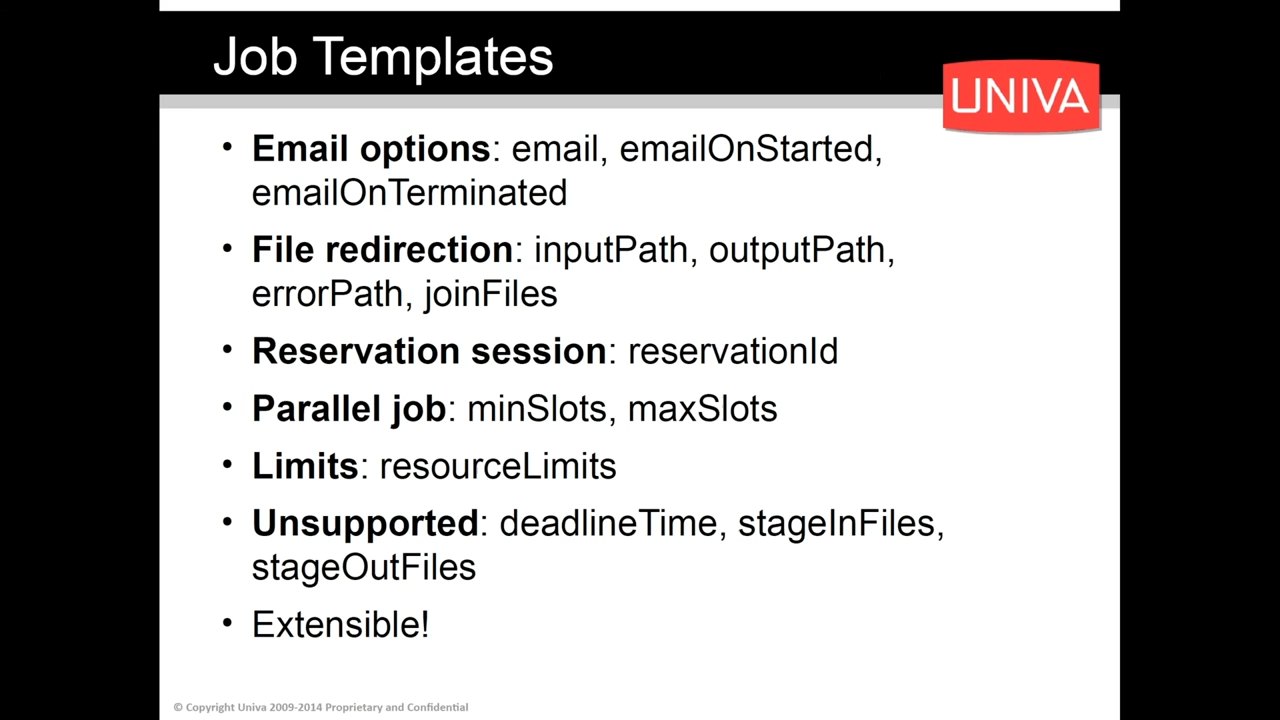 Job Templates
UNIVA
• Email options: email, emailOnStarted,
emailOnTerminated
• File redirection: inputPath, outputPath,
errorPath, joinFiles
• Reservation session: reservationId
• Parallel job: minSlots, maxSlots
• Limits: resourceLimits
• Unsupported: deadlineTime, stageInFiles,
stageOutFiles
• Extensible!
© Copyright Univa 2009-2014 Proprietary and Confidential